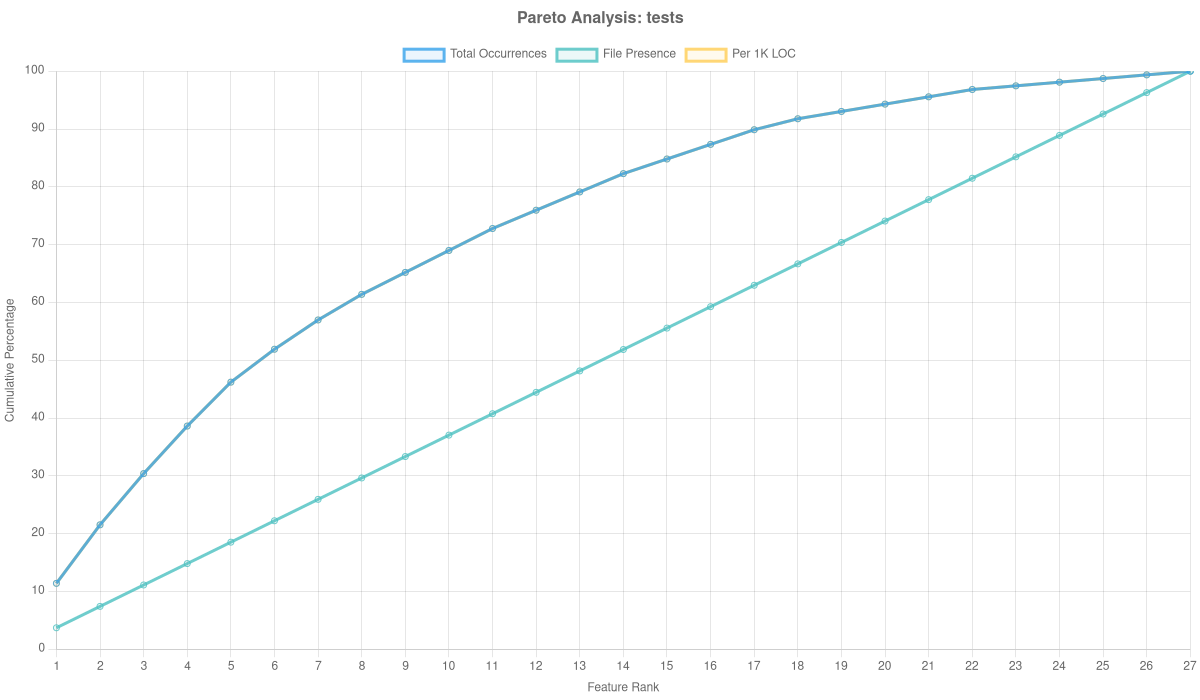 Pareto Analysis: tests
Total Occurrences File Presence Per 1K LOC
Cumulative Percentage
100
90
80
70
60
50
40
30
20
10
0
1 2 3 4 5 6 7 8 9 10 11 12 13 14 15 16 17 18 19 20 21 22 23 24 25 26 27
Feature Rank